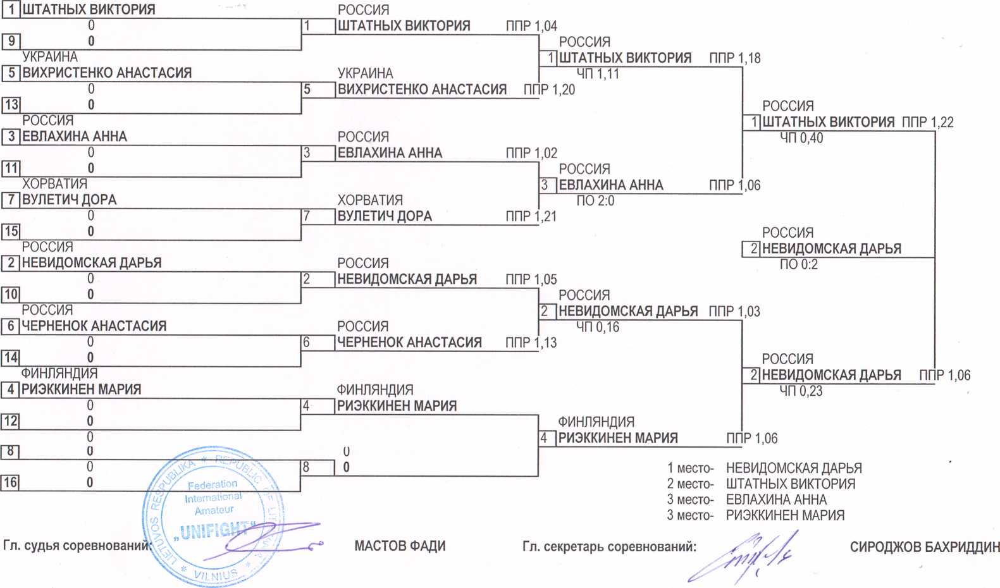 1 ШТАТНЫХ ВИКТОРИЯ
0
9 0
УКРАИНА
5 ВИХРИСТЕНКО АНАСТАСИЯ
0
13 0
РОССИЯ
3 ЕВЛАХИНА АННА
0
11 0
ХОРВАТИЯ
7 ВУЛЕТИЧ ДОРА
0
15 0
РОССИЯ
2 НЕВИДОМСКАЯ ДАРЬЯ
0
10 0
РОССИЯ
6 ЧЕРНЕНОК АНАСТАСИЯ
0
14 0
ФИНЛЯНДИЯ
4 РИЭККИНЕН МАРИЯ
0
12 0
0
8 0
0
16 0
РОССИЯ
1 ШТАТНЫХ ВИКТОРИЯ ППР 1,04
УКРАИНА
5 ВИХРИСТЕНКО АНАСТАСИЯ ППР 1,20
РОССИЯ
3 ЕВЛАХИНА АННА ППР 1,02
ХОРВАТИЯ
7 ВУЛЕТИЧ ДОРА ППР 1,21
РОССИЯ
2 НЕВИДОМСКАЯ ДАРЬЯ ППР 1,05
РОССИЯ
6 ЧЕРНЕНОК АНАСТАСИЯ ППР 1,13
ФИНЛЯНДИЯ
4 РИЭККИНЕН МАРИЯ
0
8 0
РОССИЯ
1 ШТАТНЫХ ВИКТОРИЯ ППР 1,18
ЧП 1,11
РОССИЯ
3 ЕВЛАХИНА АННА ППР 1,06
ПО 2:0
РОССИЯ
2 НЕВИДОМСКАЯ ДАРЬЯ ППР 1,03
ЧП 0,16
ФИНЛЯНДИЯ
4 РИЭККИНЕН МАРИЯ ППР 1,06
РОССИЯ
1 ШТАТНЫХ ВИКТОРИЯ ППР 1,22
ЧП 0,40
РОССИЯ
2 НЕВИДОМСКАЯ ДАРЬЯ
ПО 0:2
РОССИЯ
2 НЕВИДОМСКАЯ ДАРЬЯ ППР 1,06
ЧП 0,23
1 место- НЕВИДОМСКАЯ ДАРЬЯ
2 место- ШТАТНЫХ ВИКТОРИЯ
3 место- ЕВЛАХИНА АННА
3 место- РИЭККИНЕН МАРИЯ
LIETUVOS RESPUBLIKA * REPUBLIC OF LITHUANIA * VILNIUS *
Federation
International
Amateur
„UNIFIGHT“
Гл. судья соревнований: МАСТОВ ФАДИ Гл. секретарь соревнований: СИРОДЖОВ БАХРИДДИН